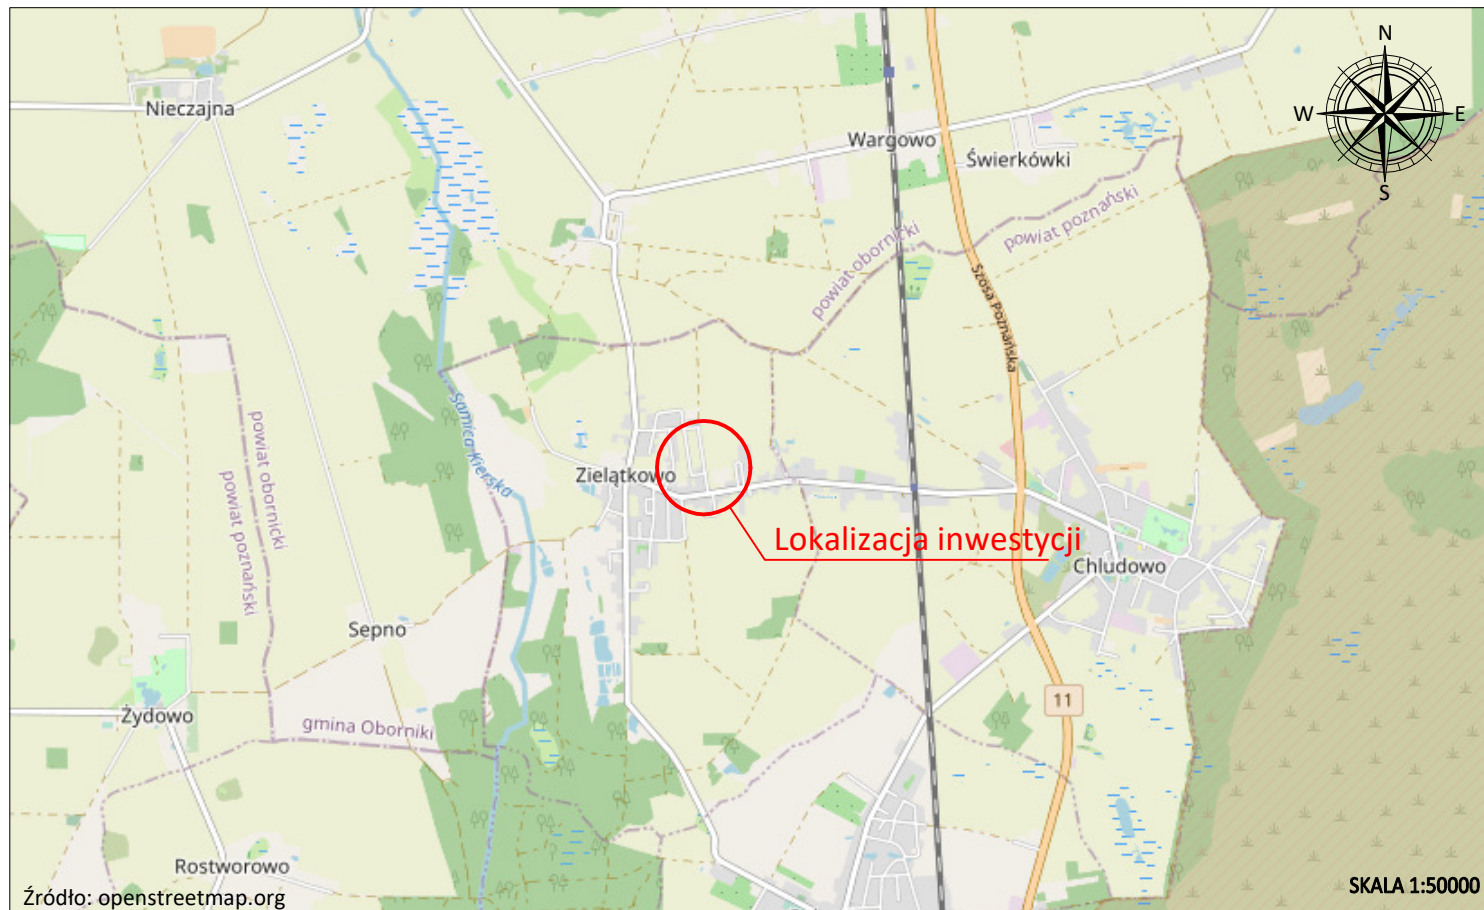 N
W
E
S
Nieczajna
Wargowo
Świerkówki
powiat obornicki
powiat poznański
Szosa Poznańska
Samica Kierska
powiat obornicki
powiat poznański
Zielątkowo
Lokalizacja inwestycji
Chludowo
Sepno
11
Żydowo
gmina Oborniki
Rostworowo
Źródło: openstreetmap.org
SKALA 1:50000